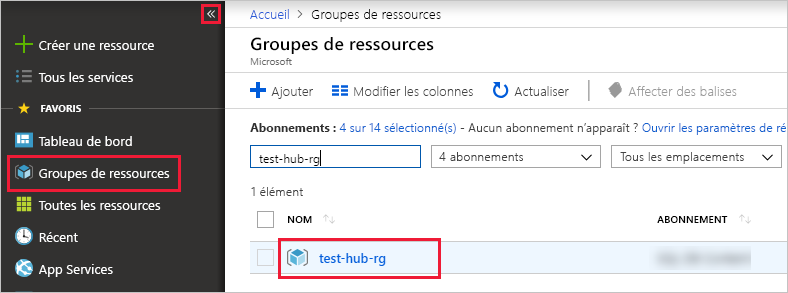 «
Créer une ressource
Tous les services
FAVORIS
Tableau de bord
Groupes de ressources
Toutes les ressources
Récent
App Services
Accueil > Groupes de ressources
Groupes de ressources
Microsoft
Ajouter Modifier les colonnes Actualiser Affecter des balises
Abonnements : 4 sur 14 sélectionné(s) - Aucun abonnement n’apparaît ? Ouvrir les paramètres de ré
test-hub-rg 4 abonnements Tous les emplacements
1 élément
NOM ABONNEMENT
test-hub-rg